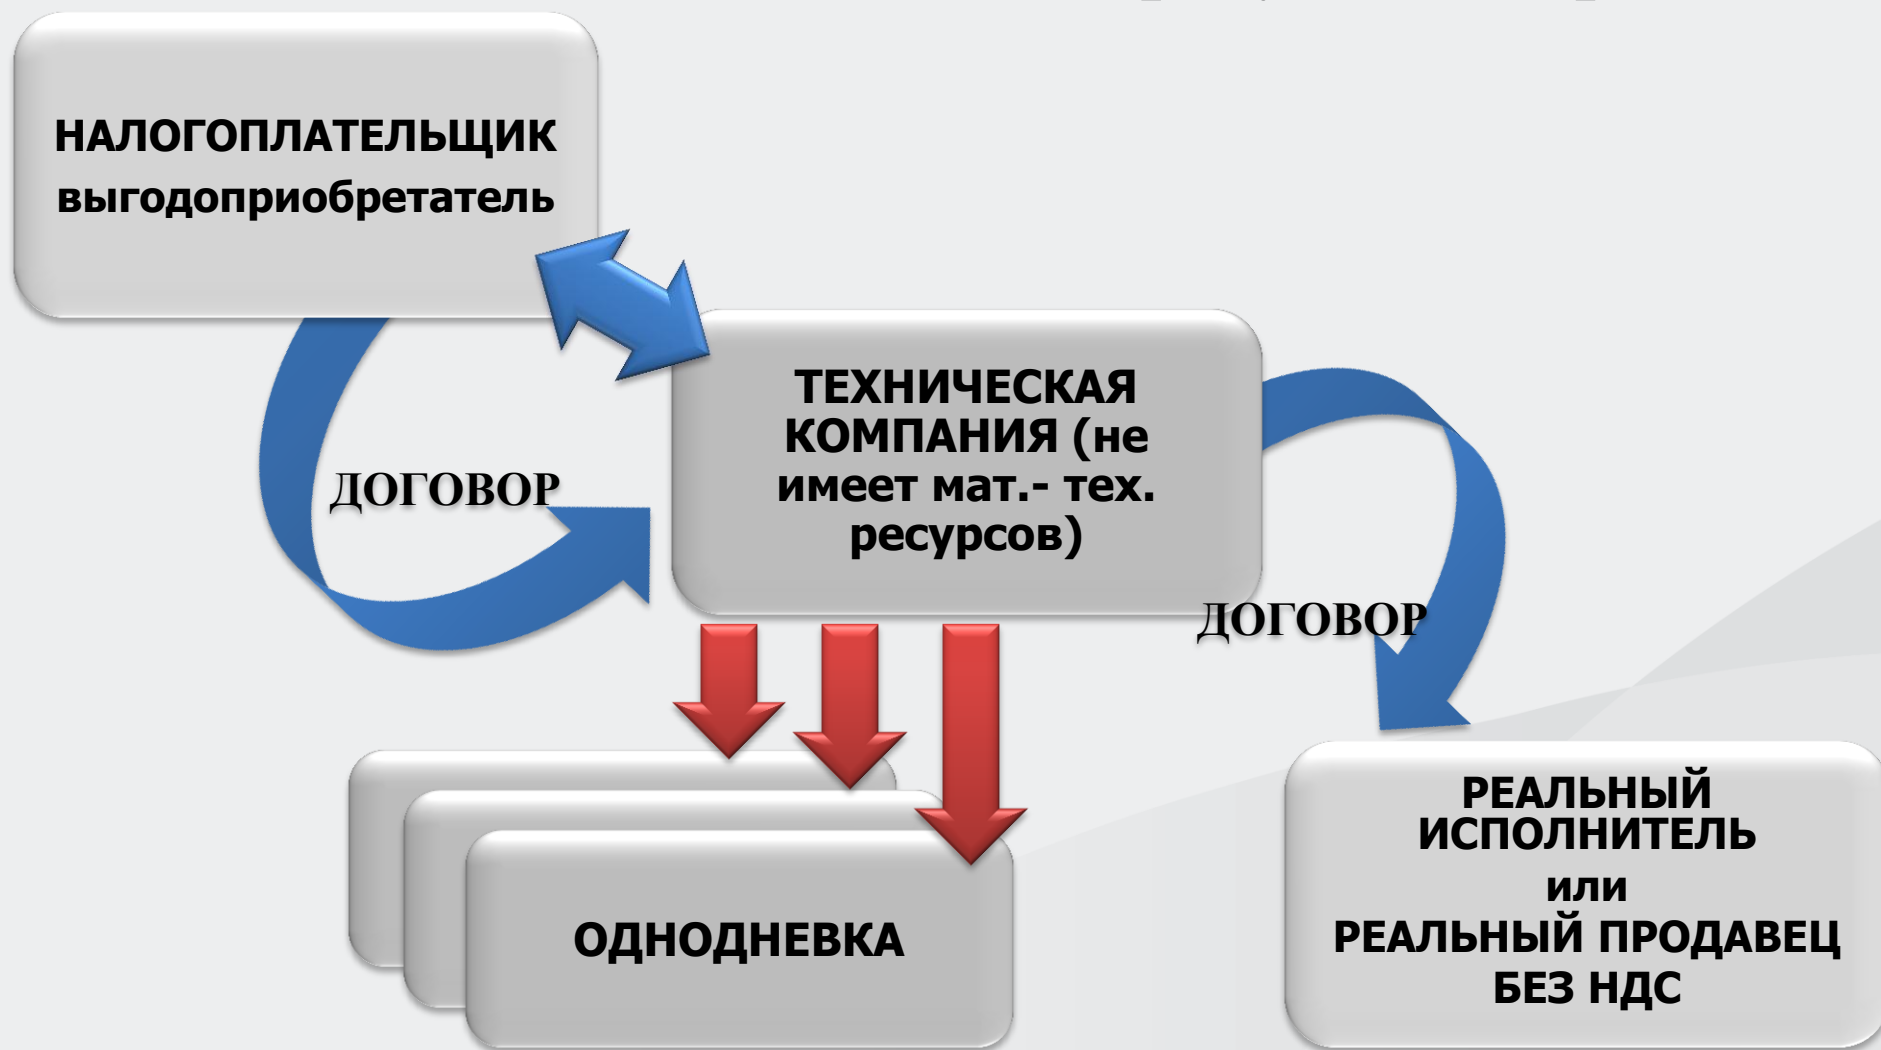 НАЛОГОПЛАТЕЛЬЩИК
выгодоприобретатель
ТЕХНИЧЕСКАЯ
КОМПАНИЯ (не
имеет мат.- тех.
ресурсов)
ДОГОВОР
ДОГОВОР
ОДНОДНЕВКА
РЕАЛЬНЫЙ
ИСПОЛНИТЕЛЬ
или
РЕАЛЬНЫЙ ПРОДАВЕЦ
БЕЗ НДС